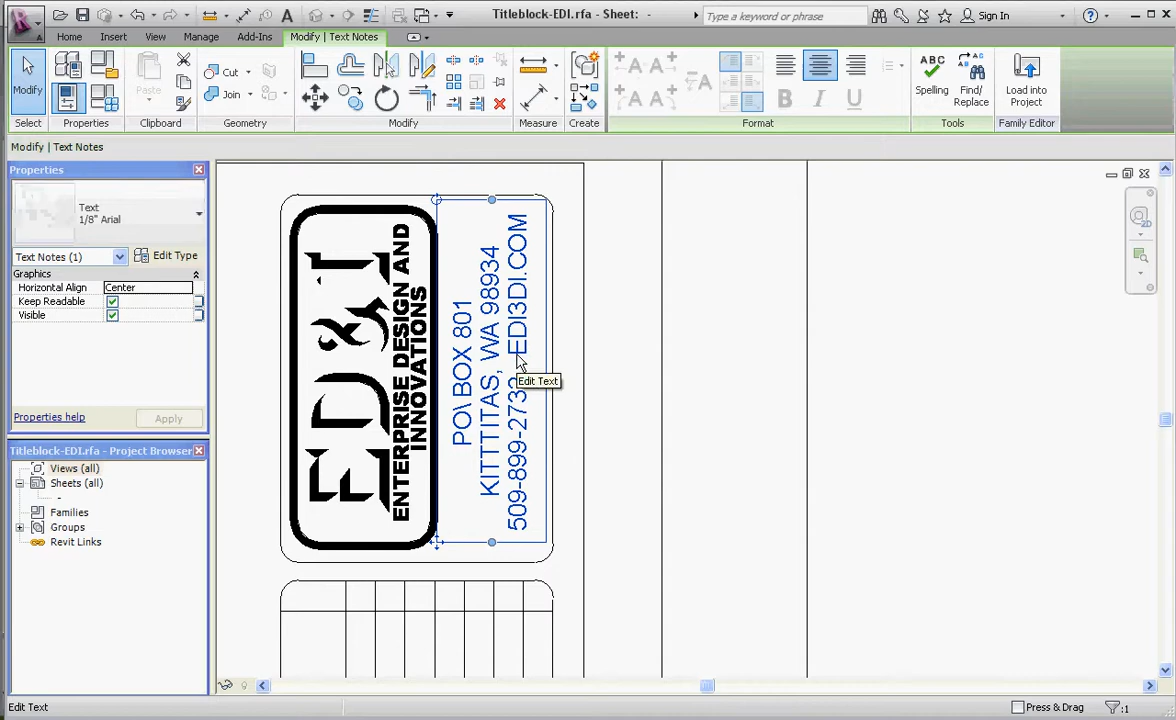 Titleblock-EDI.rfa - Sheet: -
Type a keyword or phrase
Sign In
Home Insert View Manage Add-Ins Modify | Text Notes
Modify
Paste
Cut
Join
Spelling
Find/
Replace
Load into
Project
Select Properties Clipboard Geometry Modify Measure Create Format Tools Family Editor
Modify | Text Notes
Properties
Text
1/8" Arial
Text Notes (1)
Edit Type
Graphics
Horizontal Align Center
Keep Readable
Visible
Properties help
Apply
Titleblock-EDI.rfa - Project Browser
Views (all)
Sheets (all)
-
Families
Groups
Revit Links
ED&I
ENTERPRISE DESIGN AND
INNOVATIONS
PO\ BOX 801
KITTTITAS, WA 98934
509-899-2733 EDI3DI.COM
Edit Text
2D
Edit Text
Press & Drag
:1